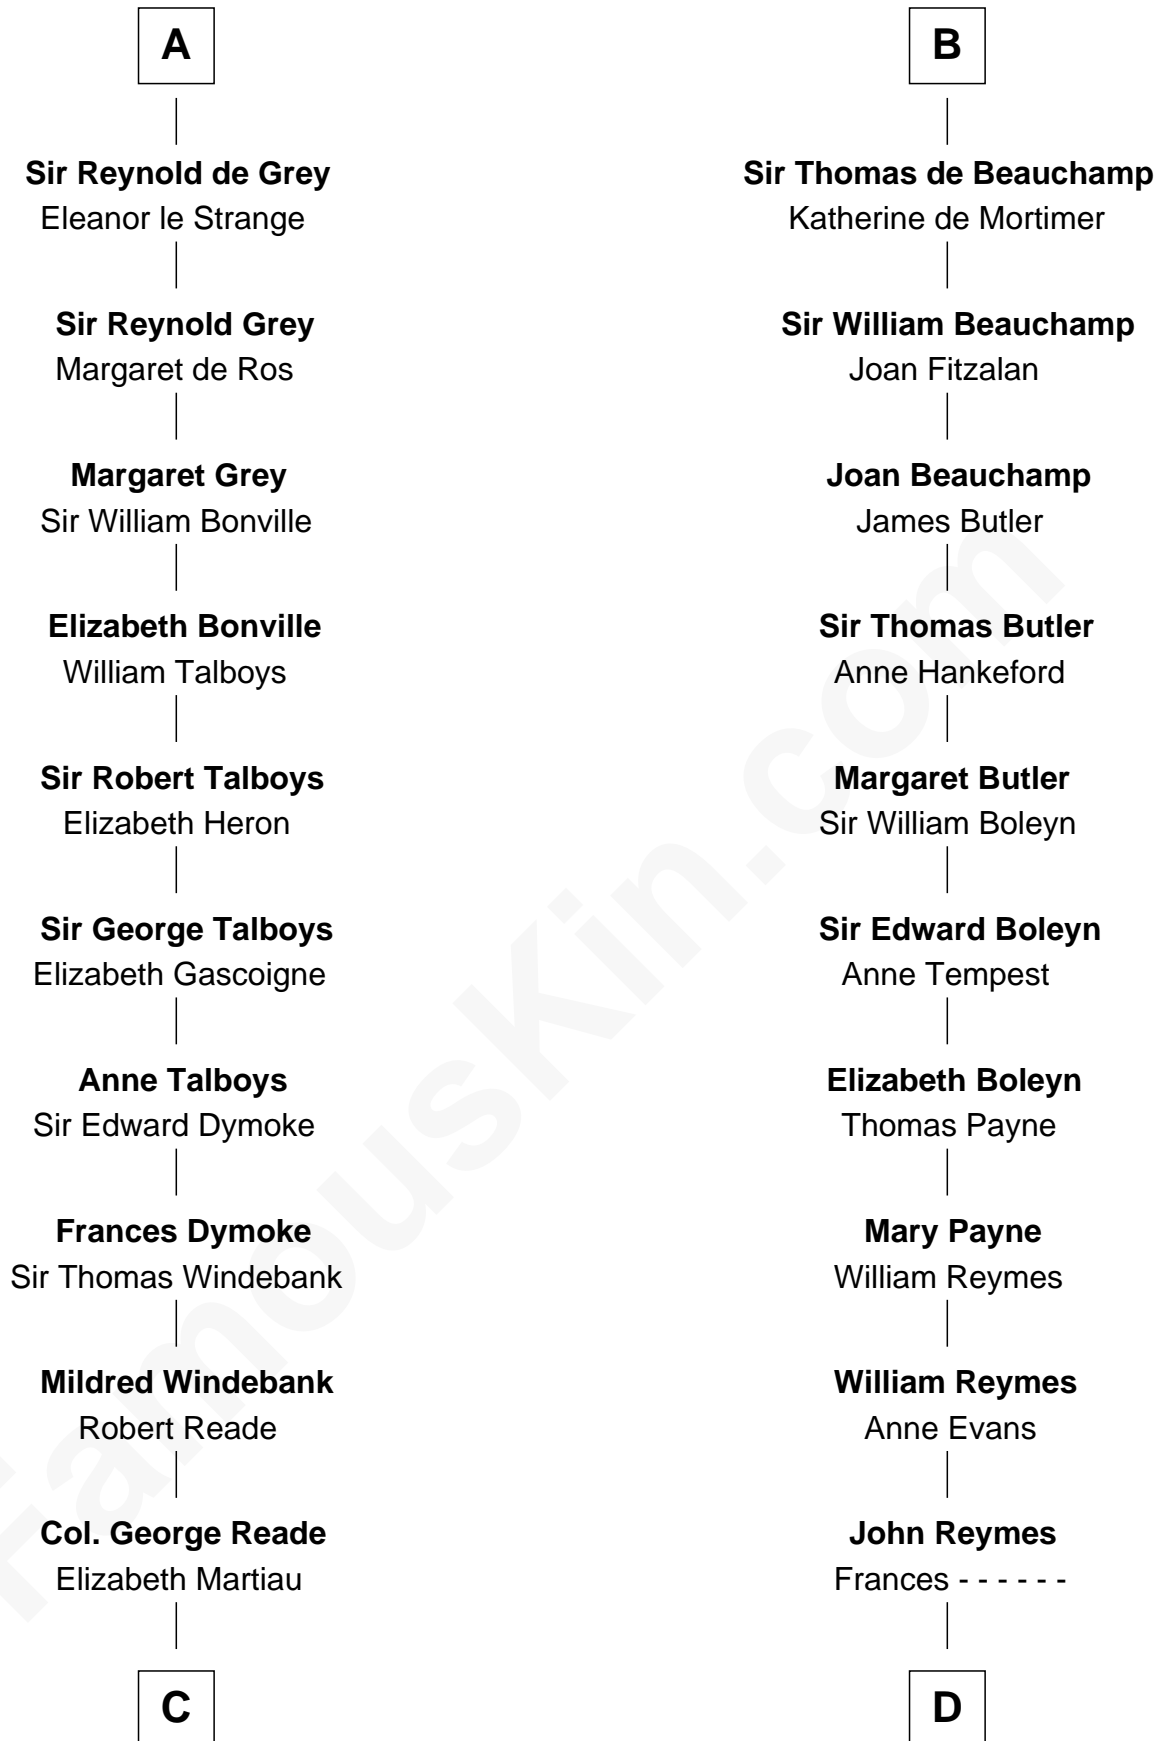 A
Sir Reynold de Grey
Eleanor le Strange
Sir Reynold Grey
Margaret de Ros
Margaret Grey
Sir William Bonville
Elizabeth Bonville
William Talboys
Sir Robert Talboys
Elizabeth Heron
Sir George Talboys
Elizabeth Gascoigne
Anne Talboys
Sir Edward Dymoke
Frances Dymoke
Sir Thomas Windebank
Mildred Windebank
Robert Reade
Col. George Reade
Elizabeth Martiau
C
B
Sir Thomas de Beauchamp
Katherine de Mortimer
Sir William Beauchamp
Joan Fitzalan
Joan Beauchamp
James Butler
Sir Thomas Butler
Anne Hankeford
Margaret Butler
Sir William Boleyn
Sir Edward Boleyn
Anne Tempest
Elizabeth Boleyn
Thomas Payne
Mary Payne
William Reymes
William Reymes
Anne Evans
John Reymes
Frances - - - - - -
D
FamousKin.com